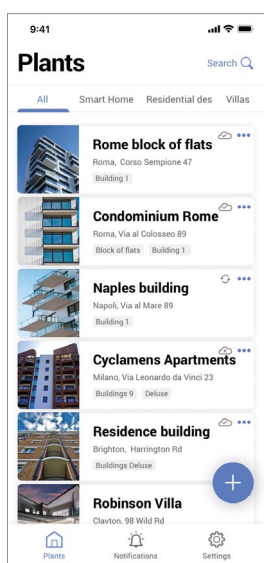 9:41
Plants
Search
All Smart Home Residential des Villas
Rome block of flats
Roma, Corso Sempione 47
Building 1
Condominium Rome
Roma, Via al Colosseo 89
Block of flats Building 1
Naples building
Napoli, Via al Mare 89
Building 1
Cyclamens Apartments
Milano, Via Leonardo da Vinci 23
Buildings 9 Deluxe
Residence building
Brighton, Harrington Rd
Buildings Deluxe
Robinson Villa
Clayton, 98 Wild Rd
Plants Notifications Settings